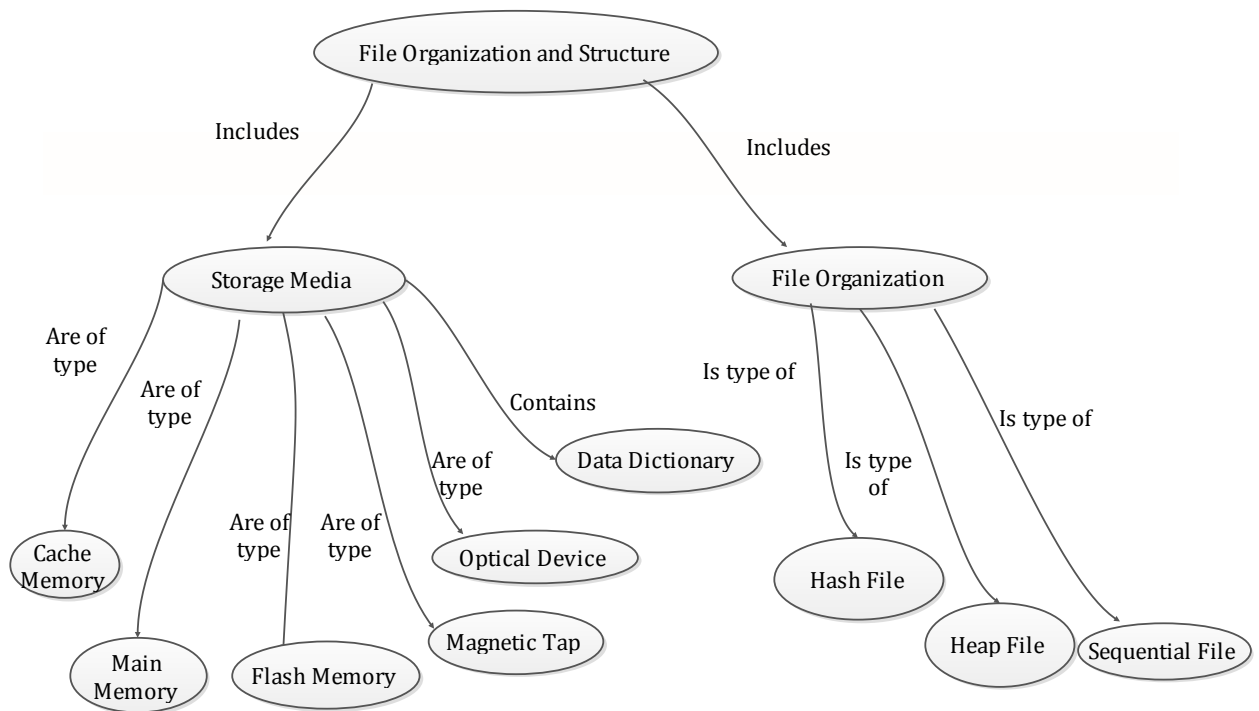 File Organization and Structure
Includes
Includes
Storage Media
File Organization
Are of
type
Are of
type
Is type of
Contains
Is type of
Data Dictionary
Are of
type
Is type
of
Are of
type
Are of
type
Cache
Memory
Optical Device
Hash File
Magnetic Tap
Heap File
Sequential File
Main
Memory
Flash Memory